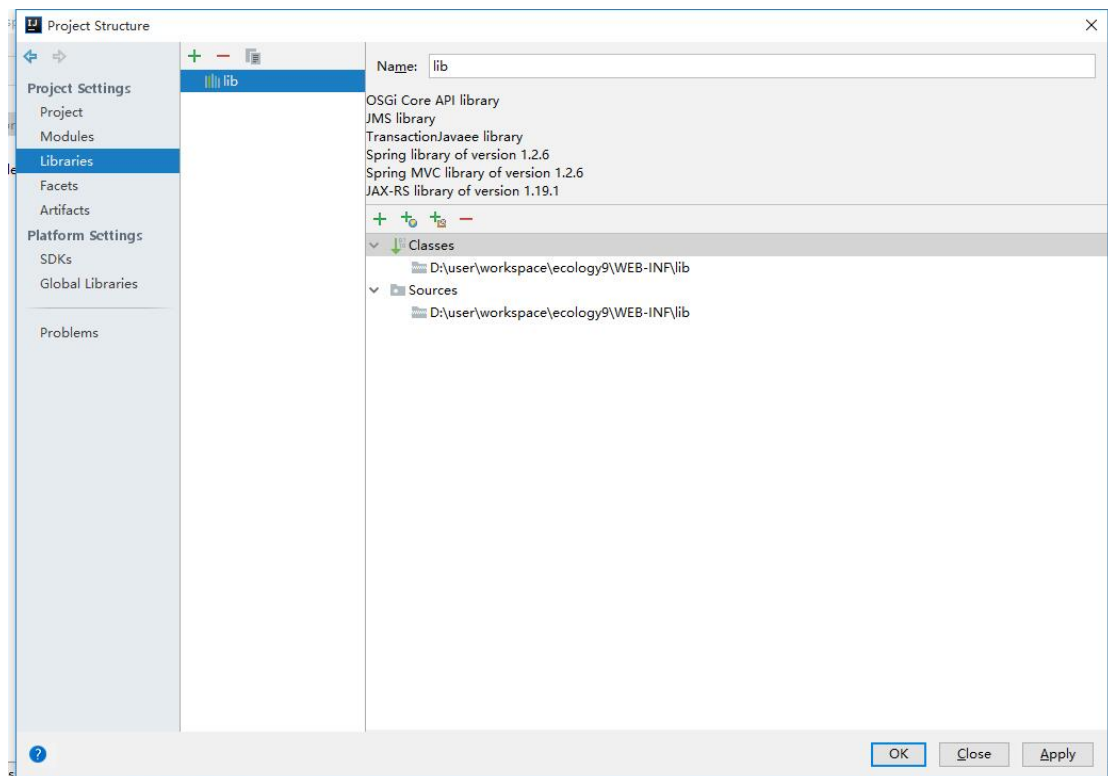 Project Structure
Project Settings
Project
Modules
Libraries
Facets
Artifacts
Platform Settings
SDKs
Global Libraries
Problems
lib
Name: lib
OSGi Core API library
JMS library
TransactionJavaee library
Spring library of version 1.2.6
Spring MVC library of version 1.2.6
JAX-RS library of version 1.19.1
Classes
D:\user\workspace\ecology9\WEB-INF\lib
Sources
D:\user\workspace\ecology9\WEB-INF\lib
OK Close Apply